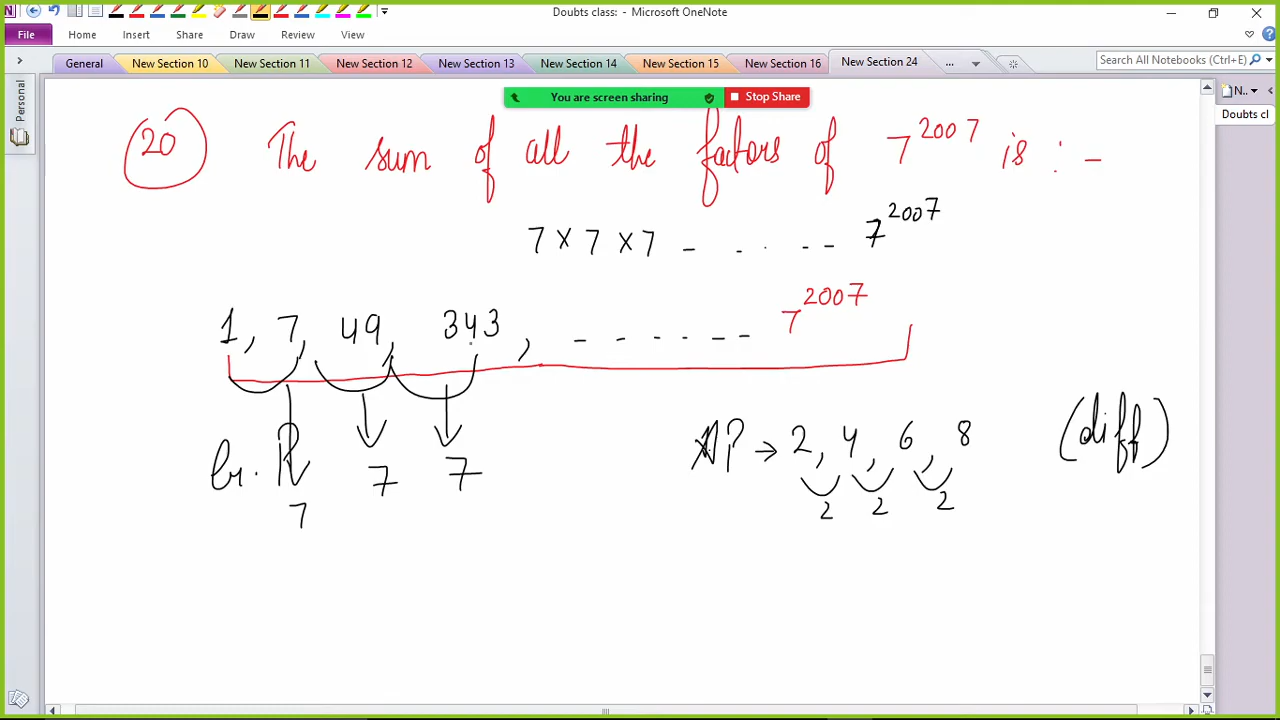 Doubts class: - Microsoft OneNote
File Home Insert Share Draw Review View
General New Section 10 New Section 11 New Section 12 New Section 13 New Section 14 New Section 15 New Section 16 New Section 24 ... Search All Notebooks (Ctrl+E)
Personal
N..
Doubts cl
You are screen sharing Stop Share
20 The sum of all the factors of 7^2007 is : -
7 x 7 x 7 - - . . - - 7^2007
1, 7, 49, 343, - - - - - - 7^2007
AP → 2, 4, 6, 8 (diff)
2 2 2
G.P.
7 7 7